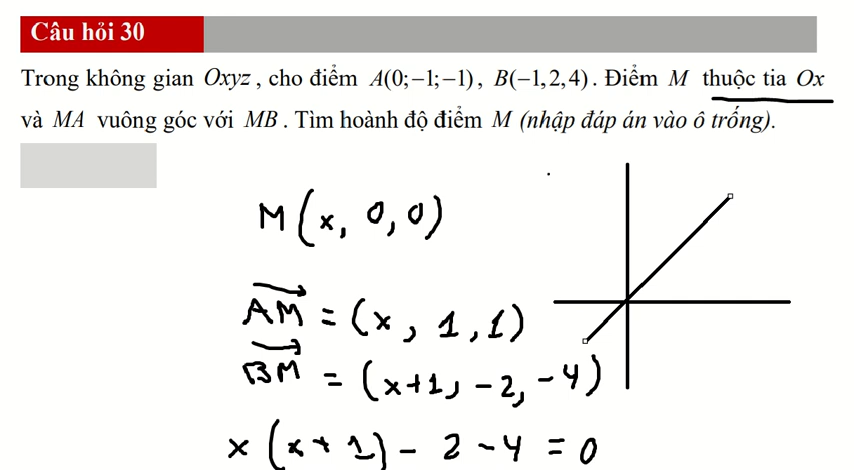 Câu hỏi 30
Trong không gian Oxyz, cho điểm A(0;−1;−1), B(−1,2,4). Điểm M thuộc tia Ox
và MA vuông góc với MB. Tìm hoành độ điểm M (nhập đáp án vào ô trống).
M(x, 0, 0)
AM = (x, 1, 1)
BM = (x+1, -2, -4)
x(x+1) - 2 - 4 = 0